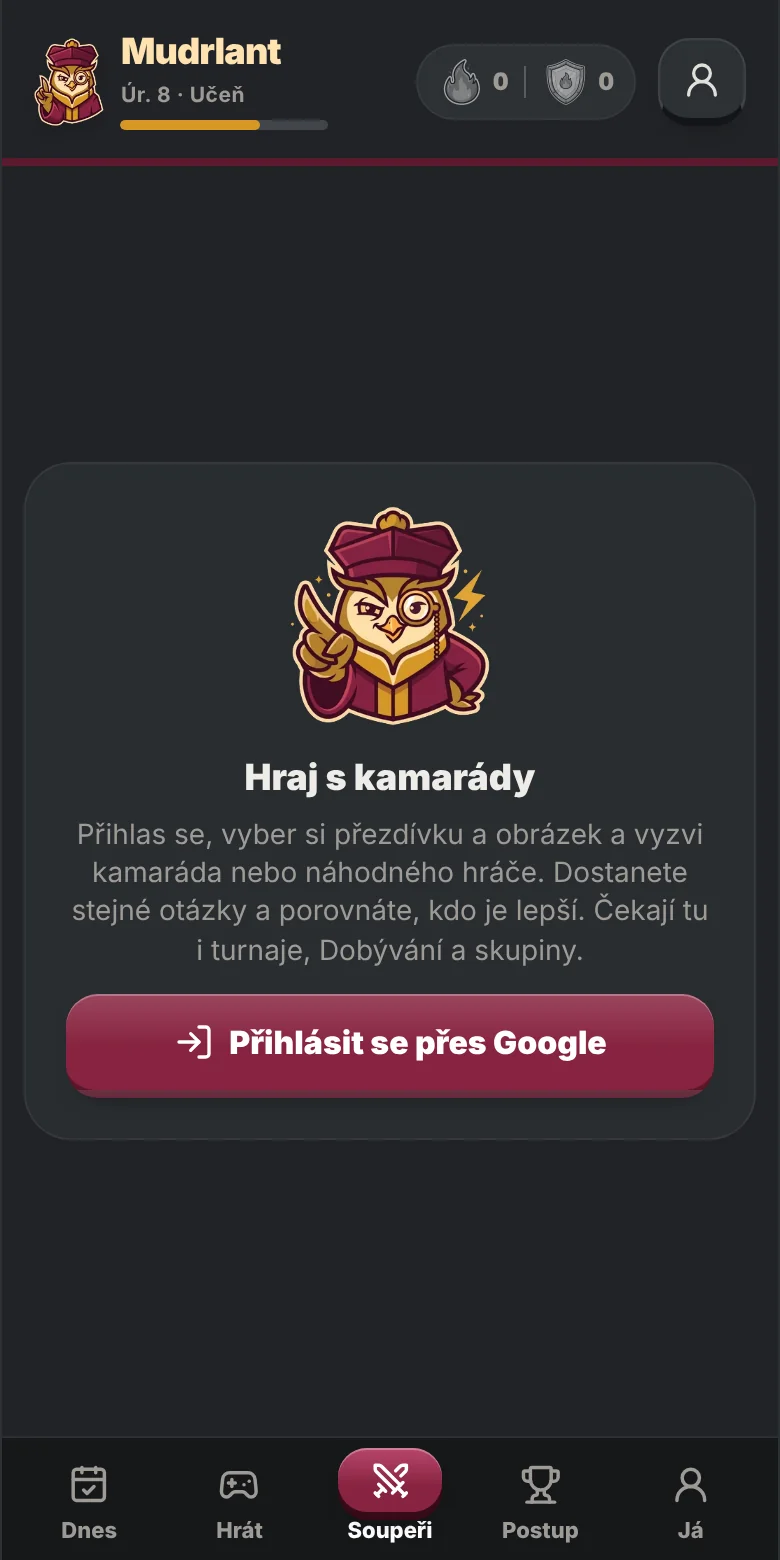 Mudrlant
Úr. 8 · Učeň
0
0
Hraj s kamarády
Přihlas se, vyber si přezdívku a obrázek a vyzvi
kamaráda nebo náhodného hráče. Dostanete
stejné otázky a porovnáte, kdo je lepší. Čekají tu
i turnaje, Dobývání a skupiny.
Přihlásit se přes Google
Dnes
Hrát
Soupeři
Postup
Já